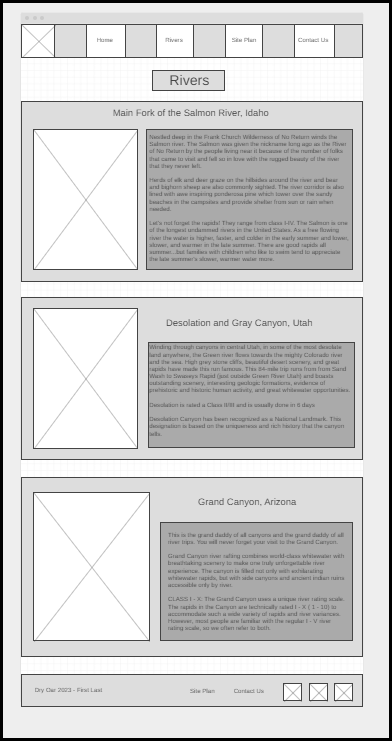 Home Rivers Site Plan Contact Us
Rivers
Main Fork of the Salmon River, Idaho
Nestled deep in the Frank Church Wilderness of No Return winds the
Salmon river. The Salmon was given the nickname long ago as the River
of No Return by the people living near it because of the number of folks
that came to visit and fell so in love with the rugged beauty of the river
that they never left.
Herds of elk and deer graze on the hillsides around the river and bear
and bighorn sheep are also commonly sighted. The river corridor is also
lined with awe inspiring ponderosa pine which tower over the sandy
beaches in the campsites and provide shelter from sun or rain when
needed.
Let's not forget the rapids! They range from class I-IV. The Salmon is one
of the longest undammed rivers in the United States. As a free flowing
river the water is higher, faster, and colder in the early summer and lower,
slower, and warmer in the late summer. There are good rapids all
summer...but families with children who like to swim tend to appreciate
the late summer's slower, warmer water more.
Desolation and Gray Canyon, Utah
Winding through canyons in central Utah, in some of the most desolate
land anywhere, the Green river flows towards the mighty Colorado river
and the sea. High grey stone cliffs, beautiful desert scenery, and great
rapids have made this run famous. This 84-mile trip runs from from Sand
Wash to Swaseys Rapid (just outside Green River Utah) and boasts
outstanding scenery, interesting geology, formations, evidence of
prehistoric and historic human activity, and great whitewater opportunities.
Desolation is rated a Class II/III and is usually done in 6 days
Desolation Canyon has been recognized as a National Landmark. This
designation is based on the uniqueness and rich history that the canyon
tells.
Grand Canyon, Arizona
This is the grand daddy of all canyons and the grand daddy of all
river trips. You will never forget your visit to the Grand Canyon.
Grand Canyon river rafting combines world-class whitewater with
breathtaking scenery to make one truly unforgettable river
experience. The canyon is filled not only with exhilarating
whitewater rapids, but with side canyons and ancient Indian ruins
accessible only by river.
CLASS I - X. The Grand Canyon uses a unique river rating scale.
The rapids in the Canyon are technically rated I - X ( 1 - 10) to
accommodate such a wide variety of rapids and river variances.
However, most people are familiar with the regular I - V river
rating scale, so we often refer to both.
Dry Oar 2023 - First Last Site Plan Contact Us